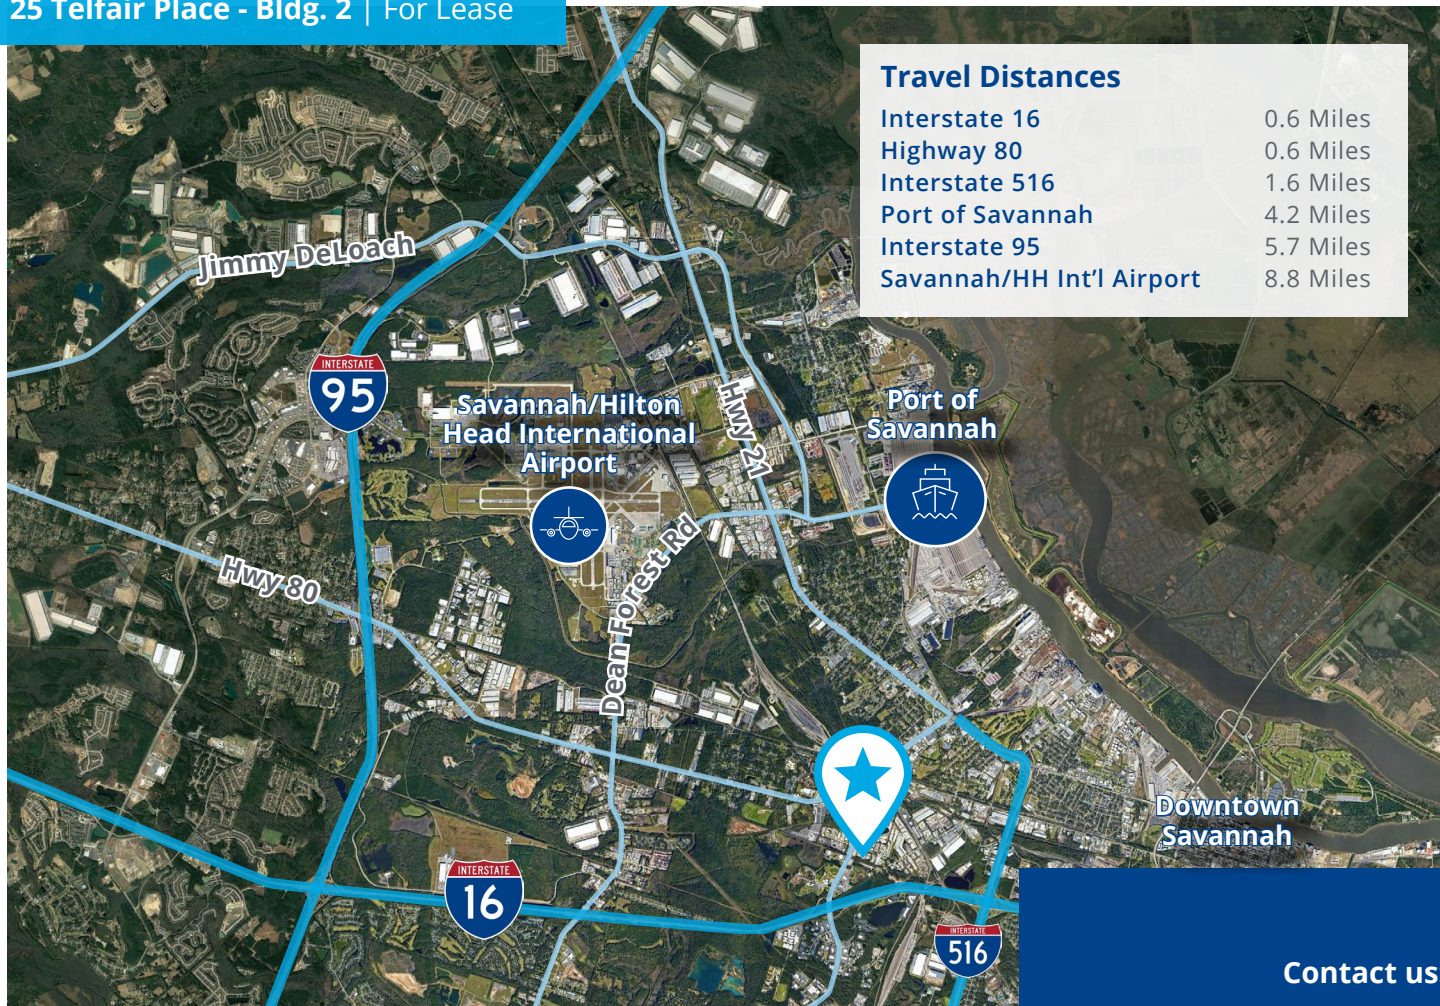 25 Telfair Place - Bldg. 2 | For Lease
Travel Distances
Interstate 16 0.6 Miles
Highway 80 0.6 Miles
Interstate 516 1.6 Miles
Port of Savannah 4.2 Miles
Interstate 95 5.7 Miles
Savannah/HH Int'l Airport 8.8 Miles
Jimmy DeLoach
INTERSTATE
95
Savannah/Hilton
Head International
Airport
Hwy 21
Port of
Savannah
Hwy 80
Dean Forest Rd
Downtown
Savannah
INTERSTATE
16
INTERSTATE
516
Contact us